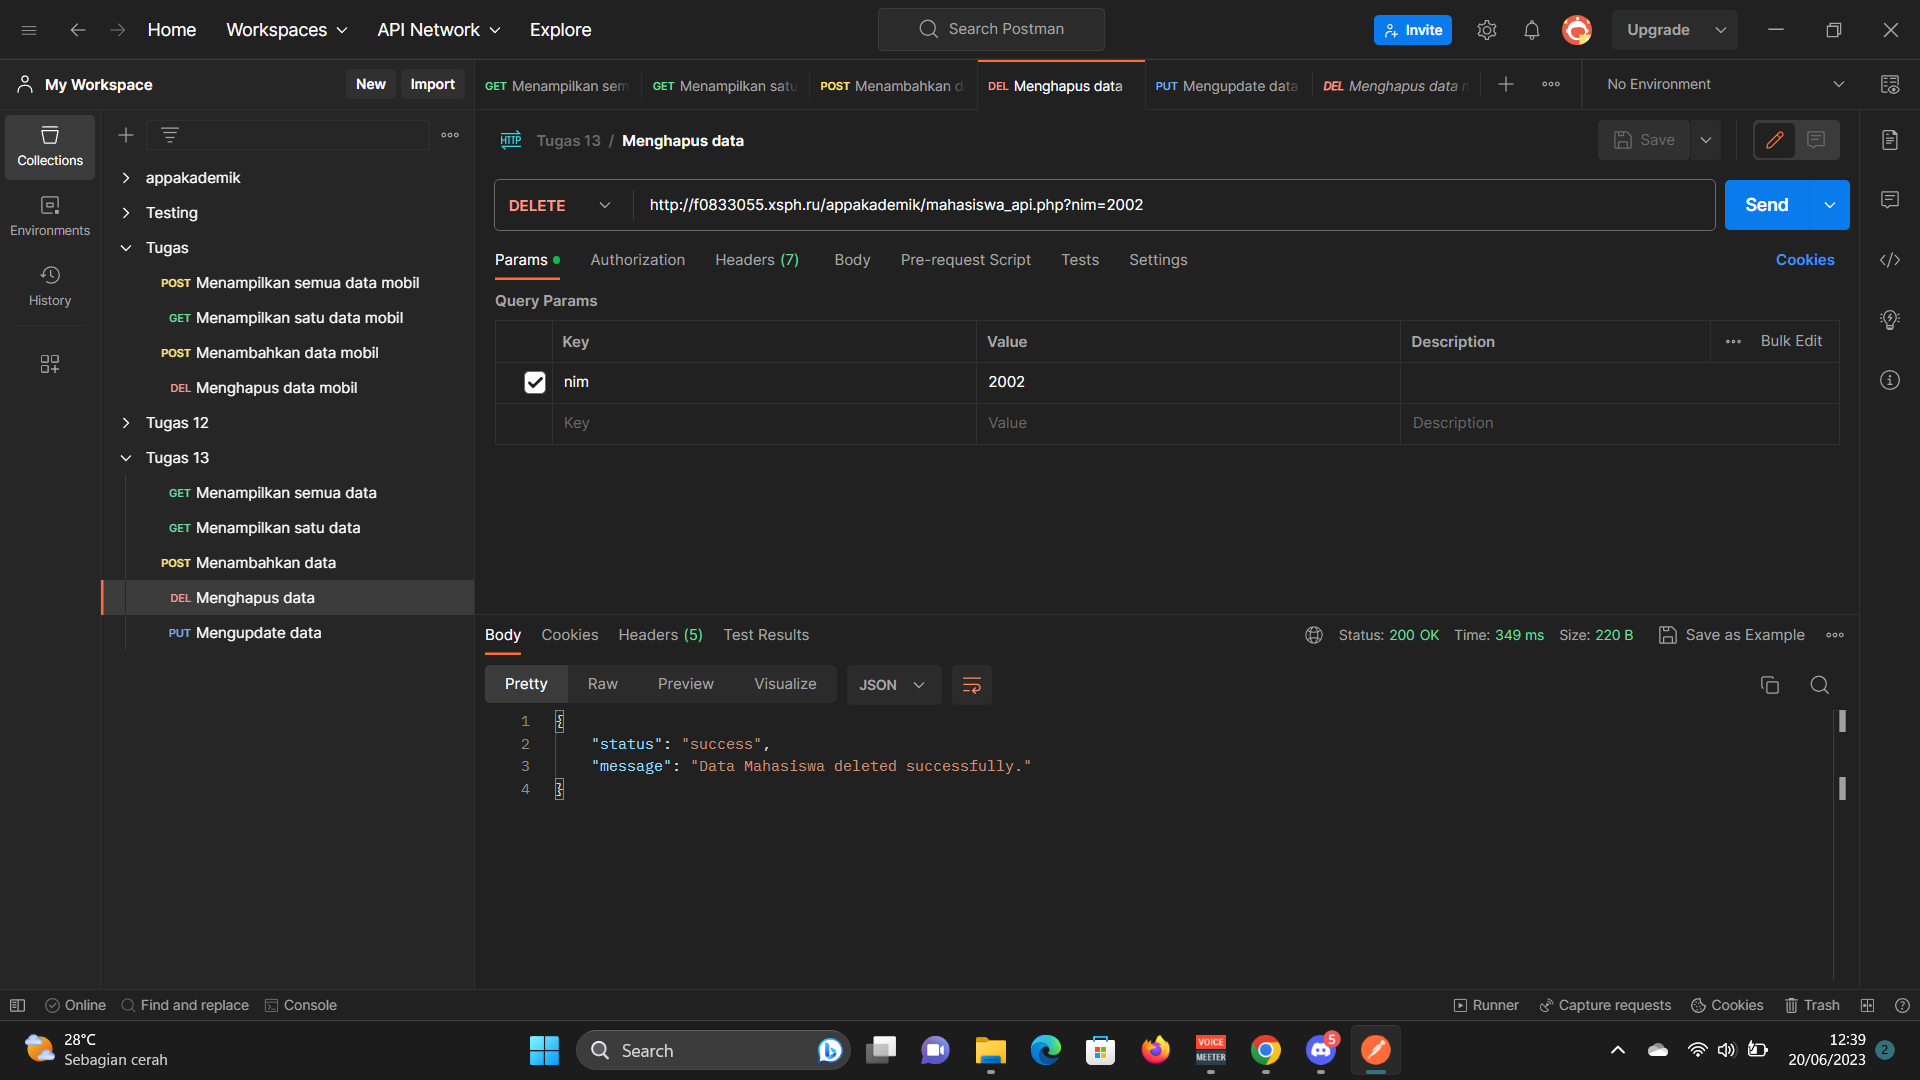 Home
Workspaces
API Network
Explore
Search Postman
Invite
Upgrade
My Workspace
New
Import
GET Menampilkan sem
GET Menampilkan satu
POST Menambahkan d
DEL Menghapus data
PUT Mengupdate data
DEL Menghapus data
No Environment
Collections
Environments
History
appakademik
Testing
Tugas
POST Menampilkan semua data mobil
GET Menampilkan satu data mobil
POST Menambahkan data mobil
DEL Menghapus data mobil
Tugas 12
Tugas 13
GET Menampilkan semua data
GET Menampilkan satu data
POST Menambahkan data
DEL Menghapus data
PUT Mengupdate data
HTTP Tugas 13 / Menghapus data
Save
DELETE
http://f0833055.xsph.ru/appakademik/mahasiswa_api.php?nim=2002
Send
Params
Authorization
Headers (7)
Body
Pre-request Script
Tests
Settings
Cookies
Query Params
Key Value Description Bulk Edit
nim 2002
Key Value Description
Body
Cookies
Headers (5)
Test Results
Status: 200 OK Time: 349 ms Size: 220 B
Save as Example
Pretty
Raw
Preview
Visualize
JSON
1 {
2 "status": "success",
3 "message": "Data Mahasiswa deleted successfully."
4 }
Online
Find and replace
Console
Runner
Capture requests
Cookies
Trash
28°C
Sebagian cerah
Search
VOICE
MEETER
5
12:39
20/06/2023
2